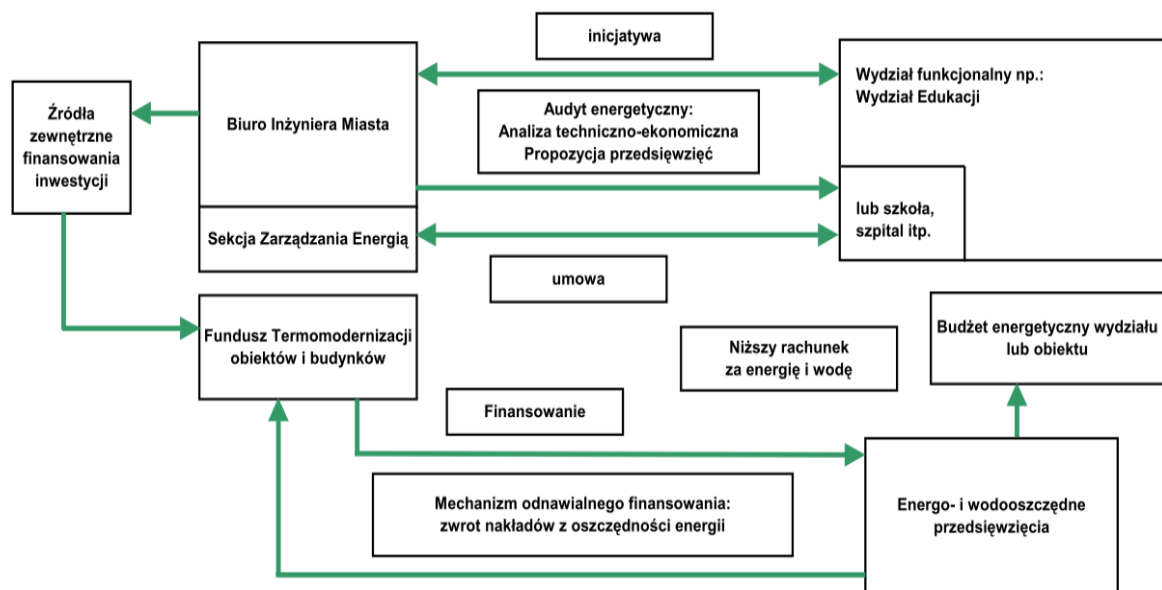 inicjatywa
Źródła
zewnętrzne
finansowania
inwestycji
Biuro Inżyniera Miasta
Audyt energetyczny:
Analiza techniczno-ekonomiczna
Propozycja przedsięwzięć
Wydział funkcjonalny np.:
Wydział Edukacji
lub szkoła,
szpital itp.
Sekcja Zarządzania Energią
umowa
Fundusz Termomodernizacji
obiektów i budynków
Niższy rachunek
za energię i wodę
Budżet energetyczny wydziału
lub obiektu
Finansowanie
Mechanizm odnawialnego finansowania:
zwrot nakładów z oszczędności energii
Energo- i wodooszczędne
przedsięwzięcia